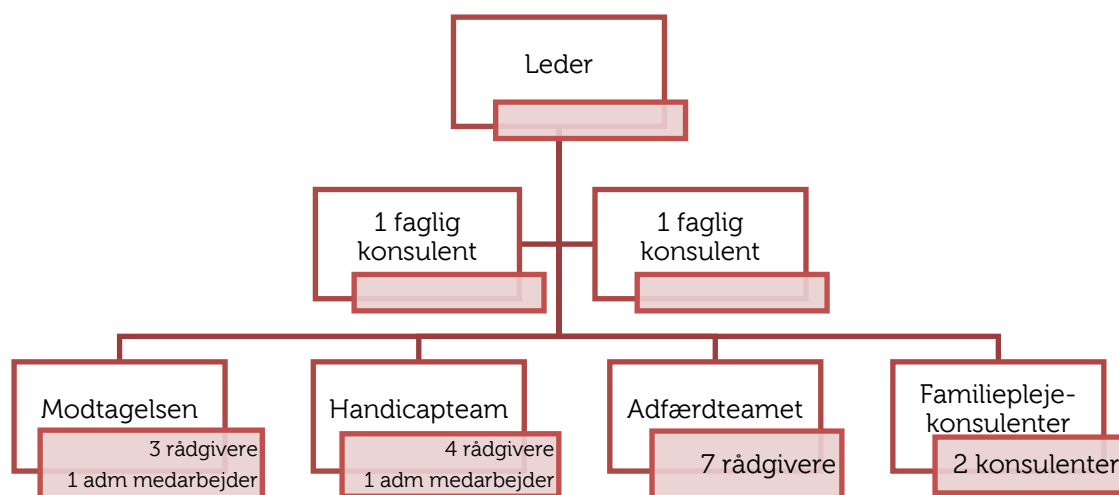 Leder
1 faglig
konsulent
1 faglig
konsulent
Modtagelsen
3 rådgivere
1 adm medarbejder
Handicapteam
4 rådgivere
1 adm medarbejder
Adfærdteamet
7 rådgivere
Familiepleje-
konsulenter
2 konsulenter